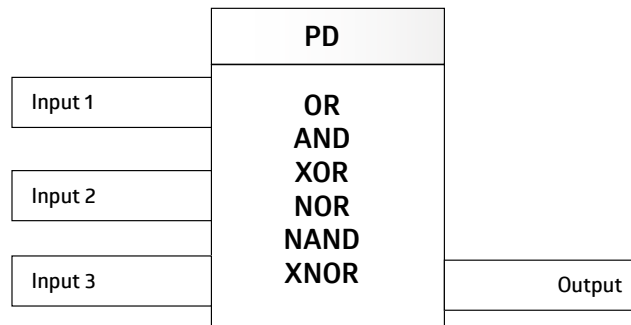 PD
Input 1
OR
AND
XOR
Input 2
NOR
NAND
Input 3
XNOR
Output